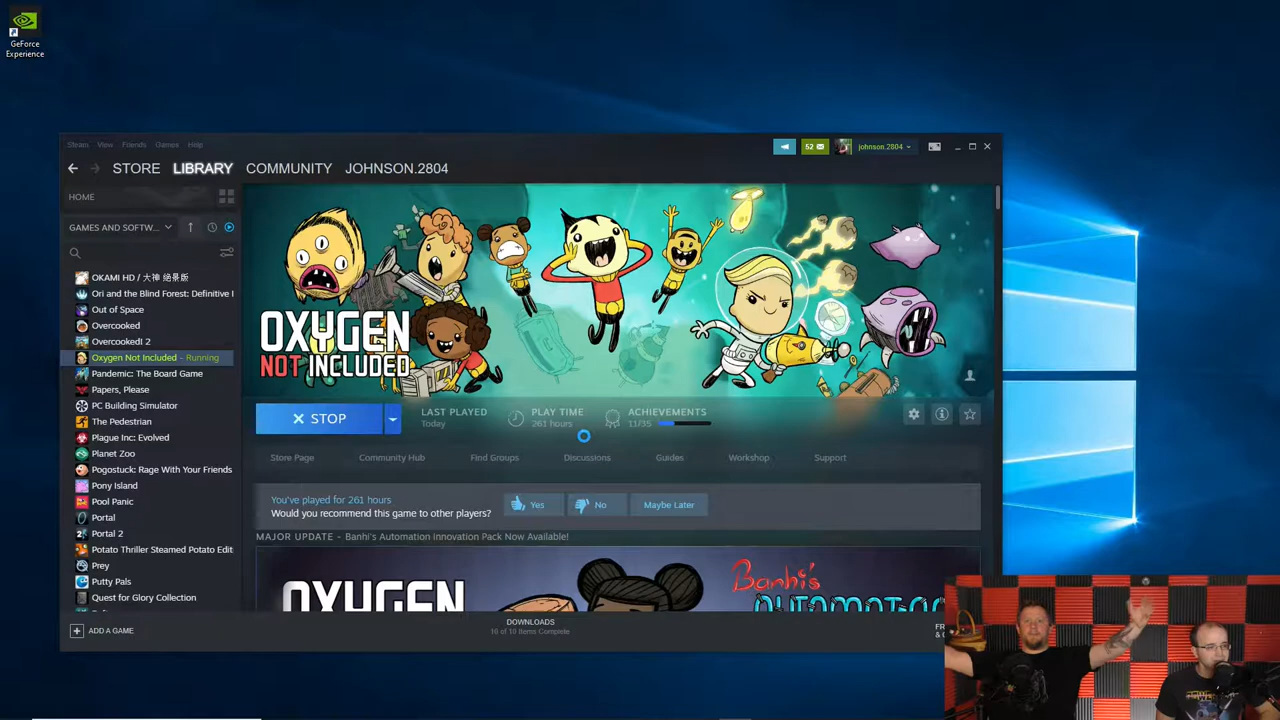 GeForce
Experience
Steam View Friends Games Help
52
johnson.2804
STORE LIBRARY COMMUNITY JOHNSON.2804
HOME
GAMES AND SOFTW...
OKAMI HD / 大神 绝景版
Ori and the Blind Forest: Definitive I
Out of Space
Overcooked
Overcooked! 2
Oxygen Not Included - Running
Pandemic: The Board Game
Papers, Please
PC Building Simulator
The Pedestrian
Plague Inc: Evolved
Planet Zoo
Pogostuck: Rage With Your Friends
Pony Island
Pool Panic
Portal
Portal 2
Potato Thriller Steamed Potato Edit
Prey
Putty Pals
Quest for Glory Collection
ADD A GAME
OXYGEN
NOT INCLUDED
STOP
LAST PLAYED
Today
PLAY TIME
261 hours
ACHIEVEMENTS
11/35
Store Page Community Hub Find Groups Discussions Guides Workshop Support
You've played for 261 hours
Would you recommend this game to other players?
Yes No Maybe Later
MAJOR UPDATE - Banhi's Automation Innovation Pack Now Available!
OXYGEN
Banhi's
DOWNLOADS
10 of 10 Items Complete